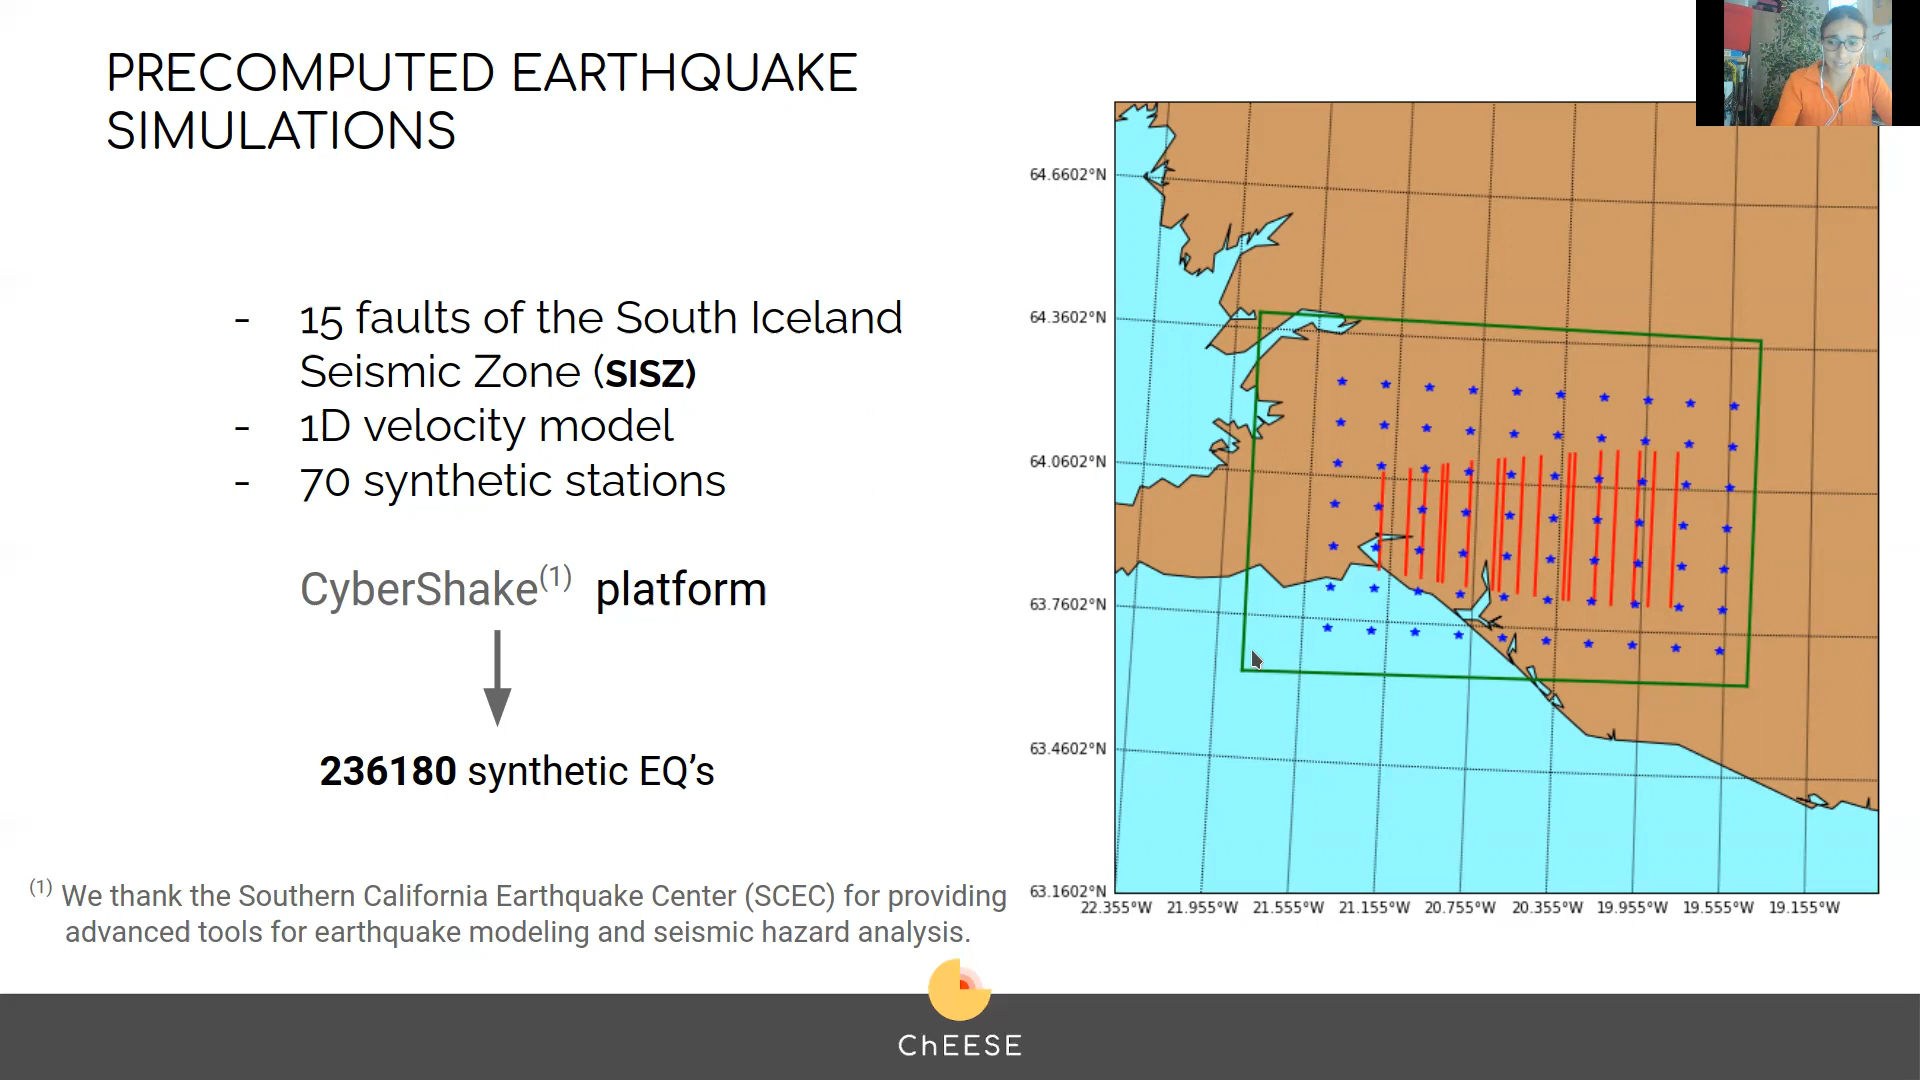 PRECOMPUTED EARTHQUAKE
SIMULATIONS
- 15 faults of the South Iceland
Seismic Zone (SISZ)
- 1D velocity model
- 70 synthetic stations
CyberShake(1) platform
236180 synthetic EQ's
(1) We thank the Southern California Earthquake Center (SCEC) for providing
advanced tools for earthquake modeling and seismic hazard analysis.
64.6602°N
64.3602°N
64.0602°N
63.7602°N
63.4602°N
63.1602°N
22.355°W 21.955°W 21.555°W 21.155°W 20.755°W 20.355°W 19.955°W 19.555°W 19.155°W
ChEESE